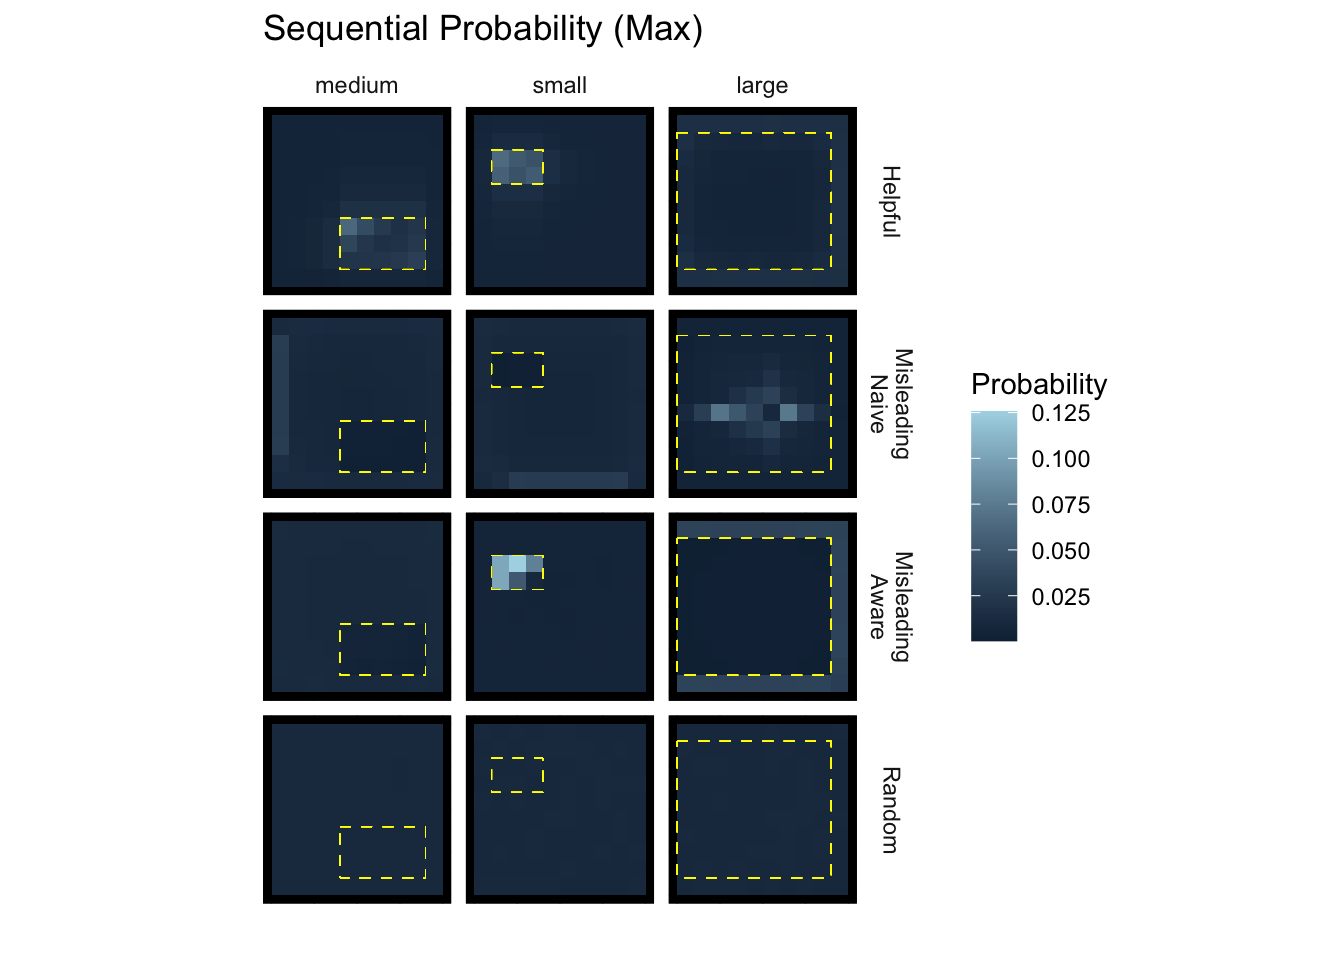 Sequential Probability (Max)
medium
small
large
Helpful
Misleading
Naive
Misleading
Aware
Random
Probability
0.125
0.100
0.075
0.050
0.025